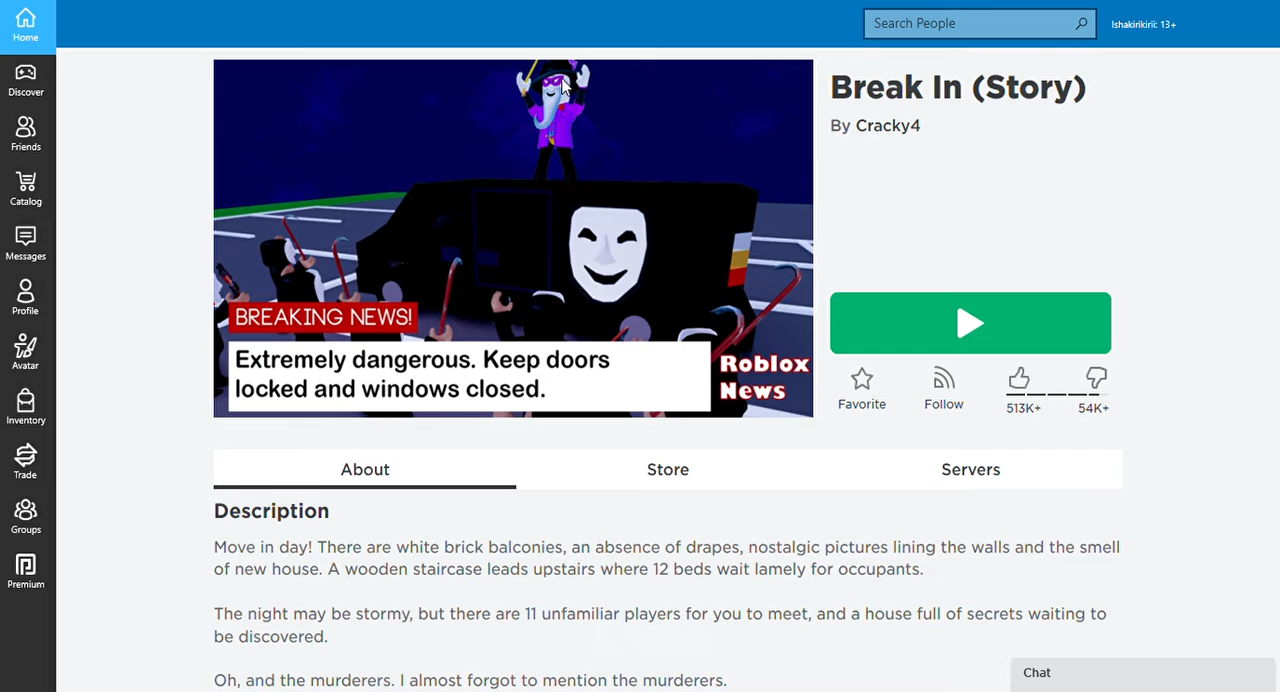 Home
Discover
Friends
Catalog
Messages
Profile
Avatar
Inventory
Trade
Groups
Premium
Search People
Ishakirikirii: 13+
BREAKING NEWS!
Extremely dangerous. Keep doors
locked and windows closed.
Roblox
News
Break In (Story)
By Cracky4
Favorite
Follow
513K+
54K+
About
Store
Servers
Description
Move in day! There are white brick balconies, an absence of drapes, nostalgic pictures lining the walls and the smell
of new house. A wooden staircase leads upstairs where 12 beds wait lamely for occupants.
The night may be stormy, but there are 11 unfamiliar players for you to meet, and a house full of secrets waiting to
be discovered.
Oh, and the murderers. I almost forgot to mention the murderers.
Chat